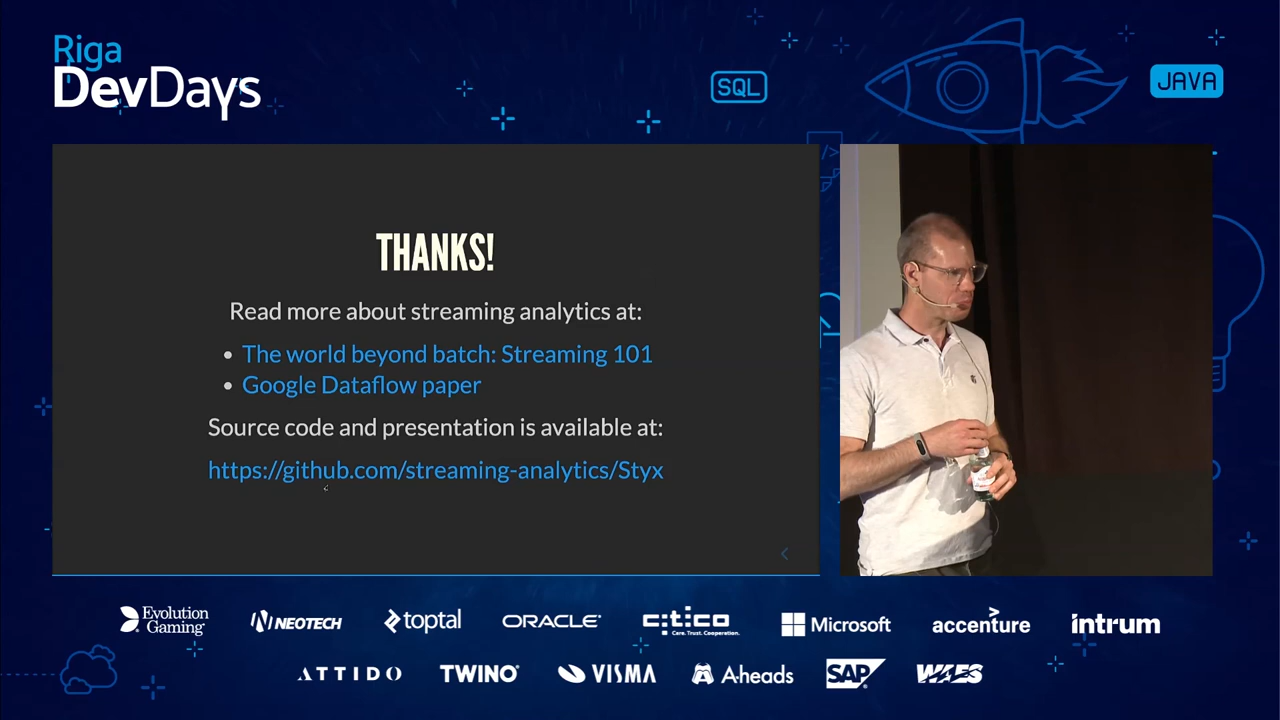 Riga
DevDays
SQL
JAVA
</>
THANKS!
Read more about streaming analytics at:
• The world beyond batch: Streaming 101
• Google Dataflow paper
Source code and presentation is available at:
https://github.com/streaming-analytics/Styx
Evolution
Gaming
NEOTECH
toptal
ORACLE
citico
Care. Trust. Cooperation.
Microsoft
accenture
intrum
ATTIDO
TWINO
VISMA
A-heads
SAP
WAES